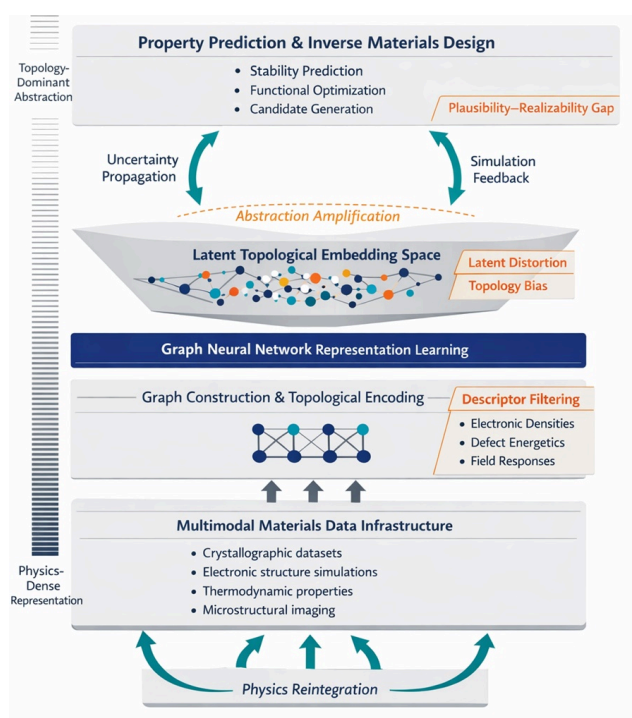 Property Prediction & Inverse Materials Design
Topology-
Dominant
Abstraction
• Stability Prediction
• Functional Optimization
• Candidate Generation
Plausibility–Realizability Gap
Uncertainty
Propagation
Simulation
Feedback
Abstraction Amplification
Latent Topological Embedding Space
Latent Distortion
Topology Bias
Graph Neural Network Representation Learning
Graph Construction & Topological Encoding
Descriptor Filtering
• Electronic Densities
• Defect Energetics
• Field Responses
Multimodal Materials Data Infrastructure
• Crystallographic datasets
• Electronic structure simulations
• Thermodynamic properties
• Microstructural imaging
Physics-
Dense
Representation
Physics Reintegration